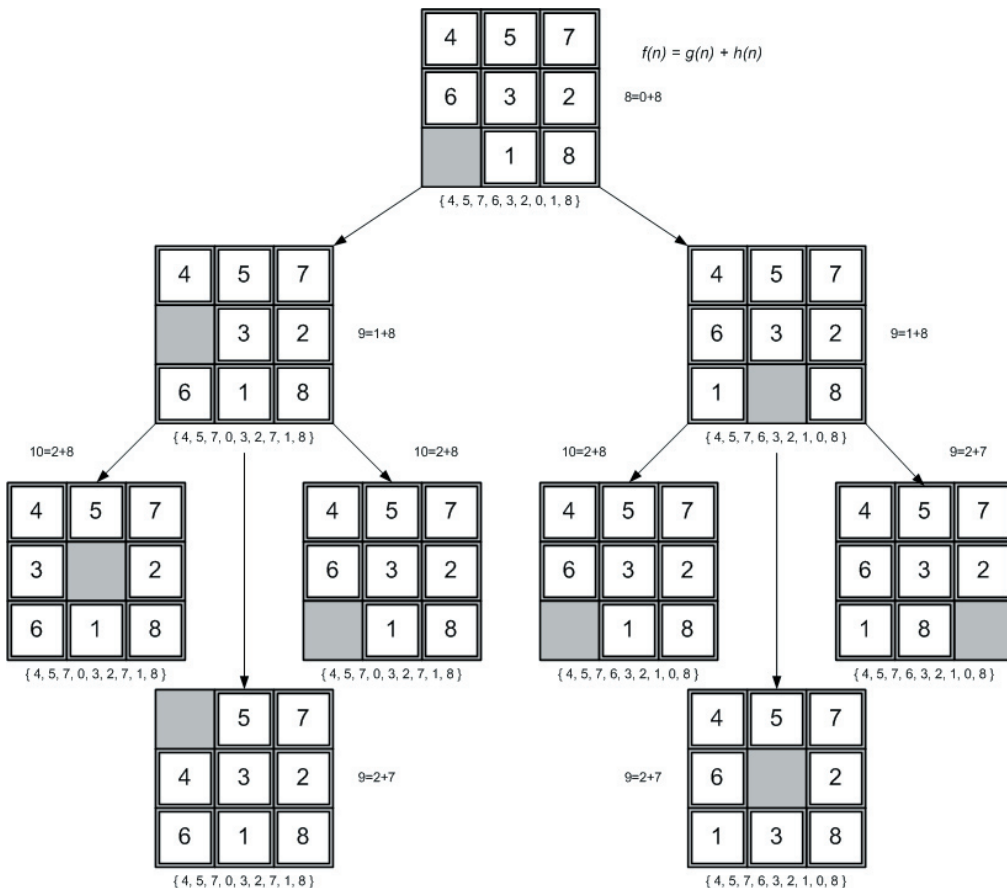 4 5 7
f(n) = g(n) + h(n)
6 3 2
8=0+8
1 8
{ 4, 5, 7, 6, 3, 2, 0, 1, 8 }
4 5 7
3 2
9=1+8
6 1 8
{ 4, 5, 7, 0, 3, 2, 7, 1, 8 }
4 5 7
6 3 2
9=1+8
1 8
{ 4, 5, 7, 6, 3, 2, 1, 0, 8 }
10=2+8
4 5 7
3 2
6 1 8
{ 4, 5, 7, 0, 3, 2, 7, 1, 8 }
10=2+8
4 5 7
6 3 2
1 8
{ 4, 5, 7, 0, 3, 2, 7, 1, 8 }
10=2+8
4 5 7
6 3 2
1 8
{ 4, 5, 7, 6, 3, 2, 1, 0, 8 }
9=2+7
4 5 7
6 3 2
1 8
{ 4, 5, 7, 6, 3, 2, 1, 0, 8 }
5 7
4 3 2
9=2+7
6 1 8
{ 4, 5, 7, 0, 3, 2, 7, 1, 8 }
4 5 7
9=2+7
6 2
1 3 8
{ 4, 5, 7, 6, 3, 2, 1, 0, 8 }